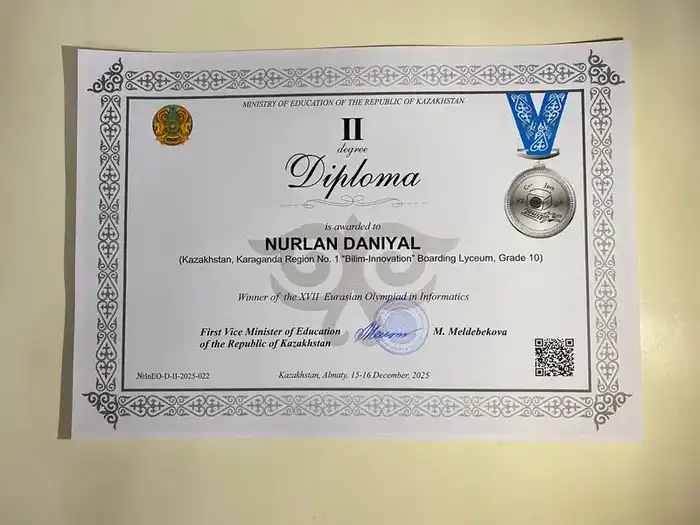 MINISTRY OF EDUCATION OF THE REPUBLIC OF KAZAKHSTAN
II
degree
Diploma
is awarded to
NURLAN DANIYAL
(Kazakhstan, Karaganda Region No. 1 "Bilim-Innovation" Boarding Lyceum, Grade 10)
Winner of the XVII Eurasian Olympiad in Informatics
First Vice Minister of Education
of the Republic of Kazakhstan
M. Meldebekova
№InEO-D-II-2025-022
Kazakhstan, Almaty, 15-16 December, 2025